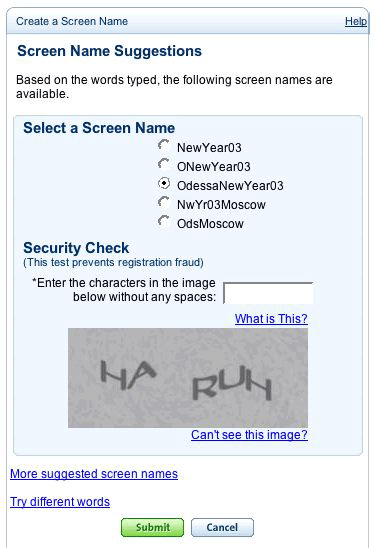 Create a Screen Name Help
Screen Name Suggestions
Based on the words typed, the following screen names are
available.
Select a Screen Name
NewYear03
ONewYear03
OdessaNewYear03
NwYr03Moscow
OdsMoscow
Security Check
(This test prevents registration fraud)
*Enter the characters in the image
below without any spaces:
What is This?
HA RUH
Can't see this image?
More suggested screen names
Try different words
Submit Cancel